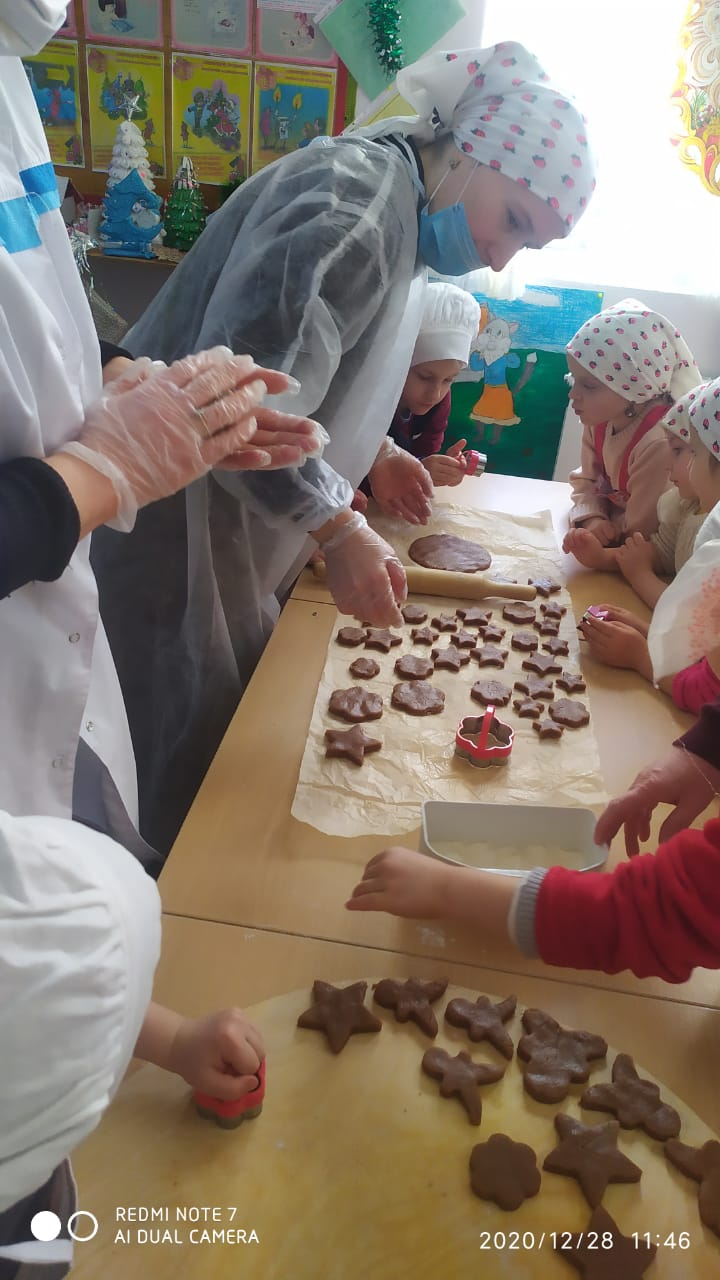 REDMI NOTE 7
AI DUAL CAMERA
2020/12/28 11:46